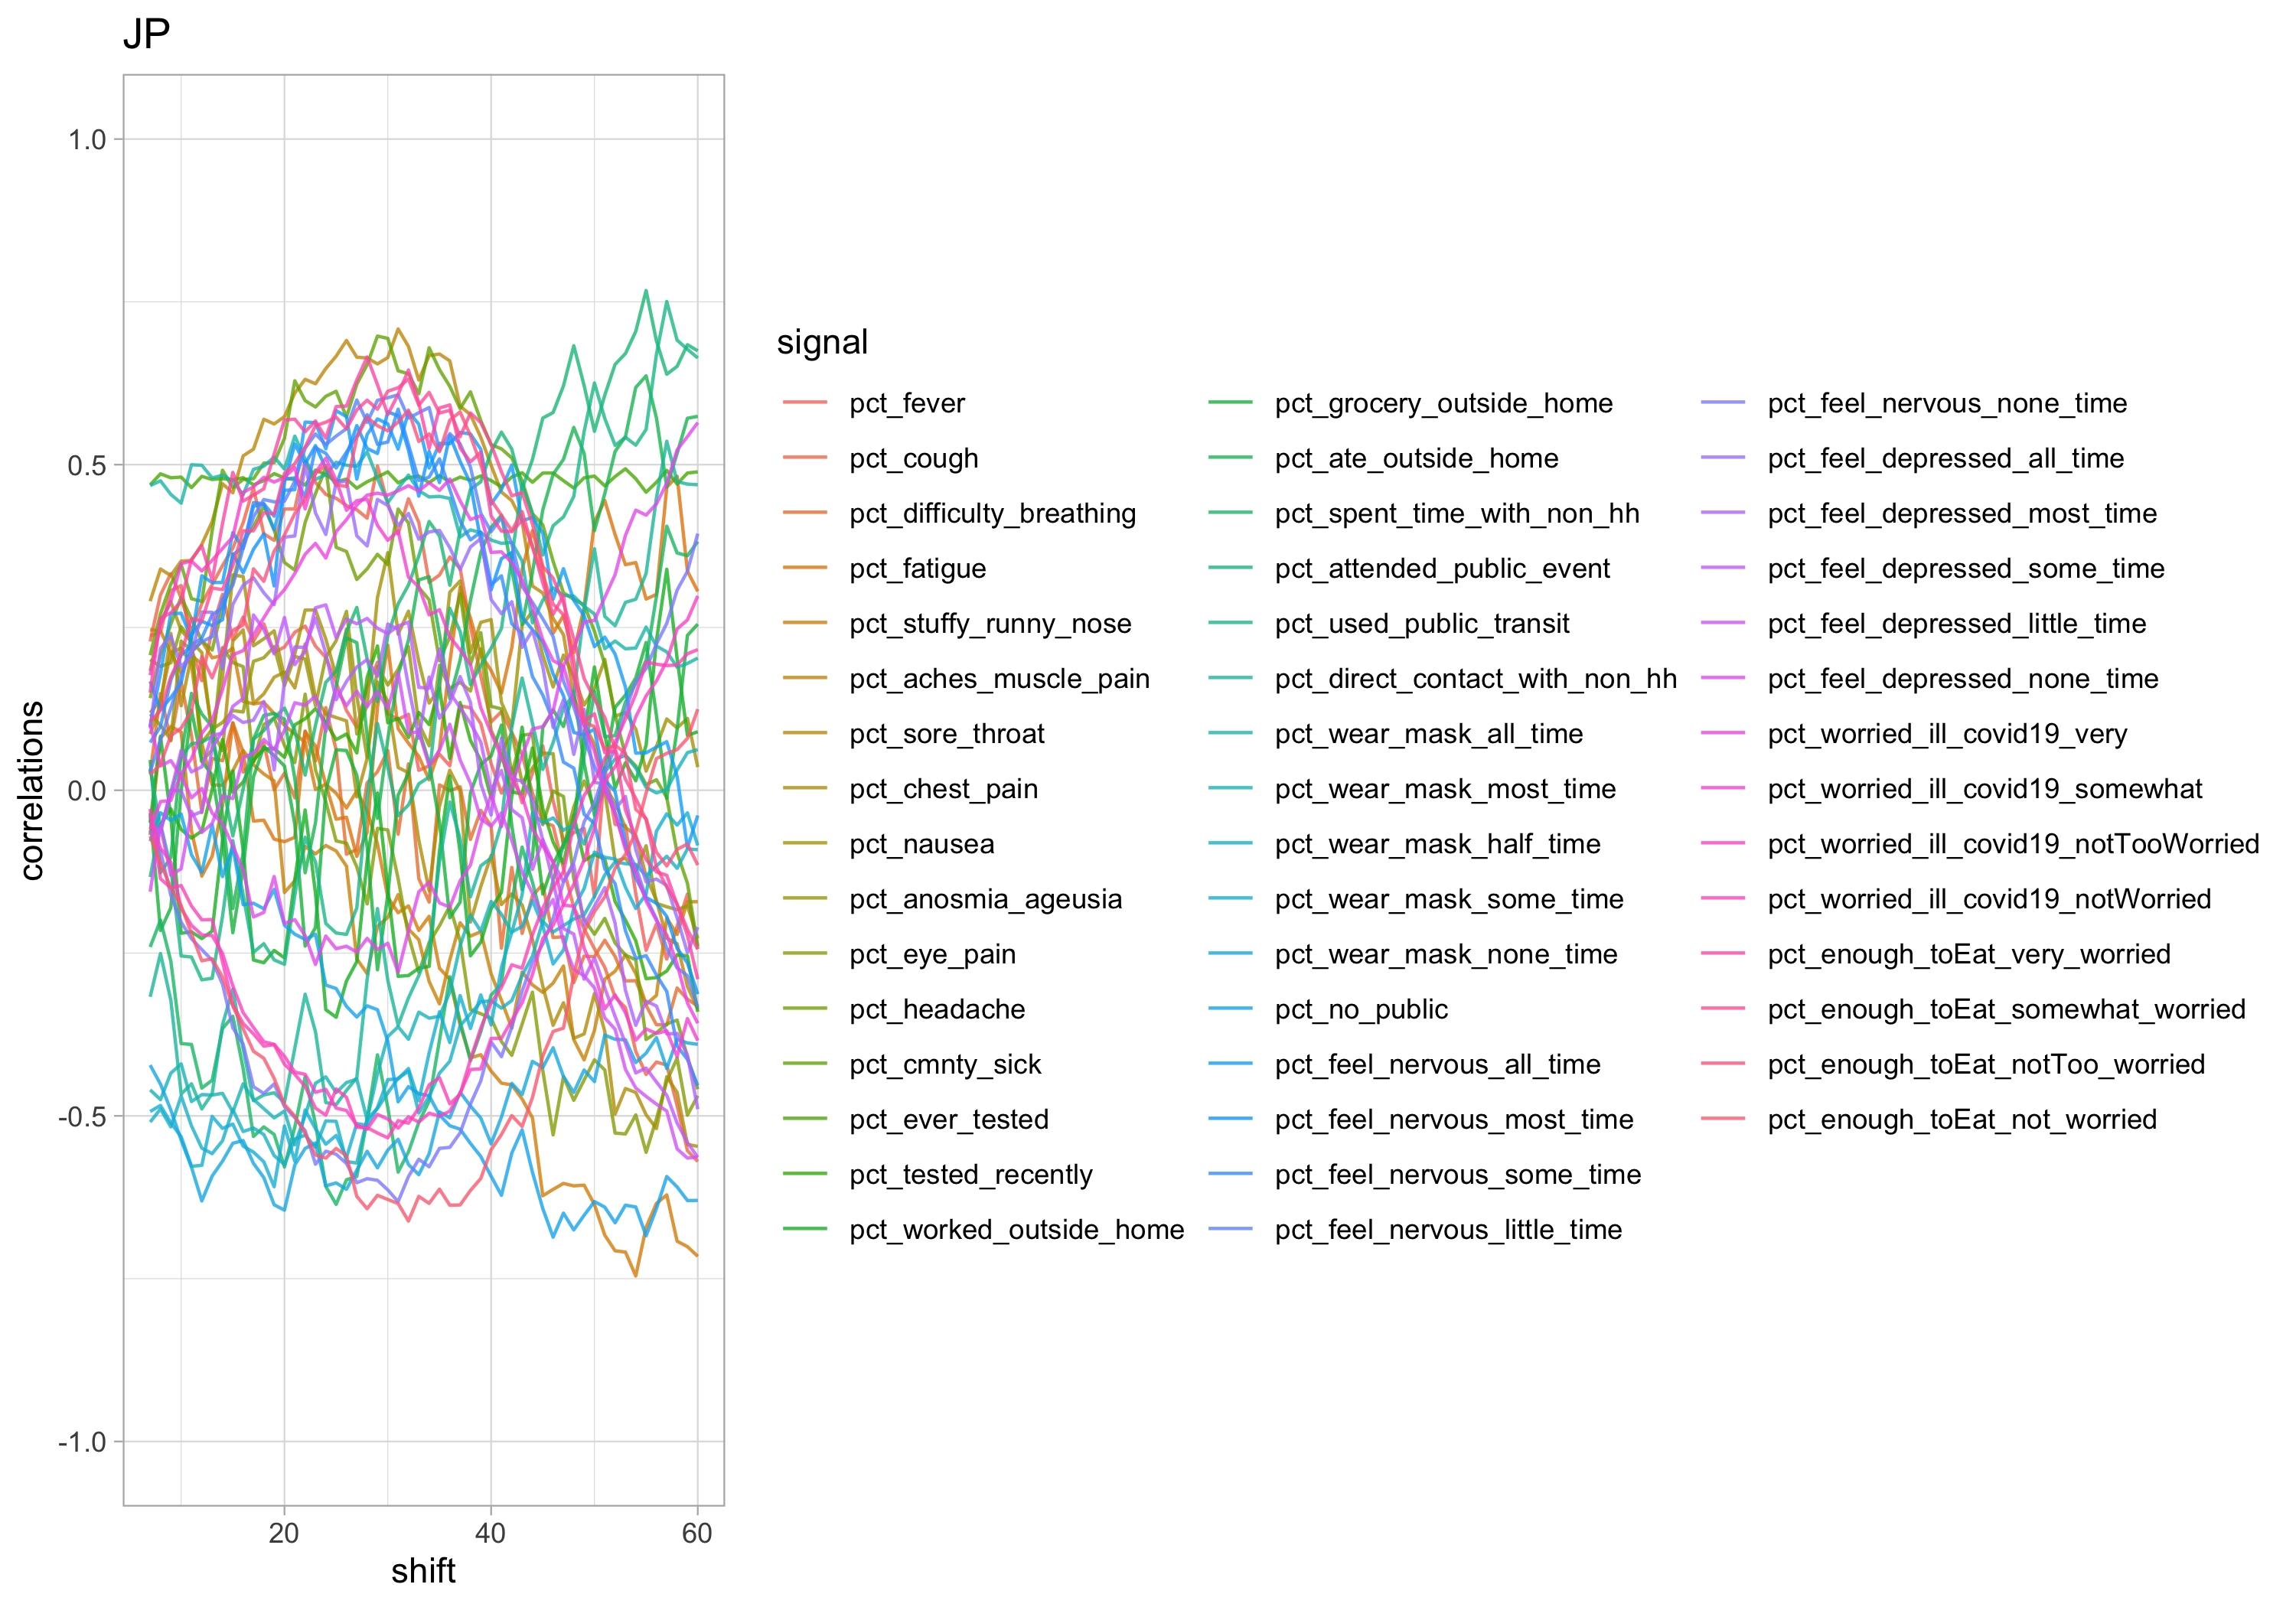 JP
correlations
1.0
0.5
0.0
-0.5
-1.0
20 40 60
shift
signal
pct_fever
pct_cough
pct_difficulty_breathing
pct_fatigue
pct_stuffy_runny_nose
pct_aches_muscle_pain
pct_sore_throat
pct_chest_pain
pct_nausea
pct_anosmia_ageusia
pct_eye_pain
pct_headache
pct_cmnty_sick
pct_ever_tested
pct_tested_recently
pct_worked_outside_home
pct_grocery_outside_home
pct_ate_outside_home
pct_spent_time_with_non_hh
pct_attended_public_event
pct_used_public_transit
pct_direct_contact_with_non_hh
pct_wear_mask_all_time
pct_wear_mask_most_time
pct_wear_mask_half_time
pct_wear_mask_some_time
pct_wear_mask_none_time
pct_no_public
pct_feel_nervous_all_time
pct_feel_nervous_most_time
pct_feel_nervous_some_time
pct_feel_nervous_little_time
pct_feel_nervous_none_time
pct_feel_depressed_all_time
pct_feel_depressed_most_time
pct_feel_depressed_some_time
pct_feel_depressed_little_time
pct_feel_depressed_none_time
pct_worried_ill_covid19_very
pct_worried_ill_covid19_somewhat
pct_worried_ill_covid19_notTooWorried
pct_worried_ill_covid19_notWorried
pct_enough_toEat_very_worried
pct_enough_toEat_somewhat_worried
pct_enough_toEat_notToo_worried
pct_enough_toEat_not_worried